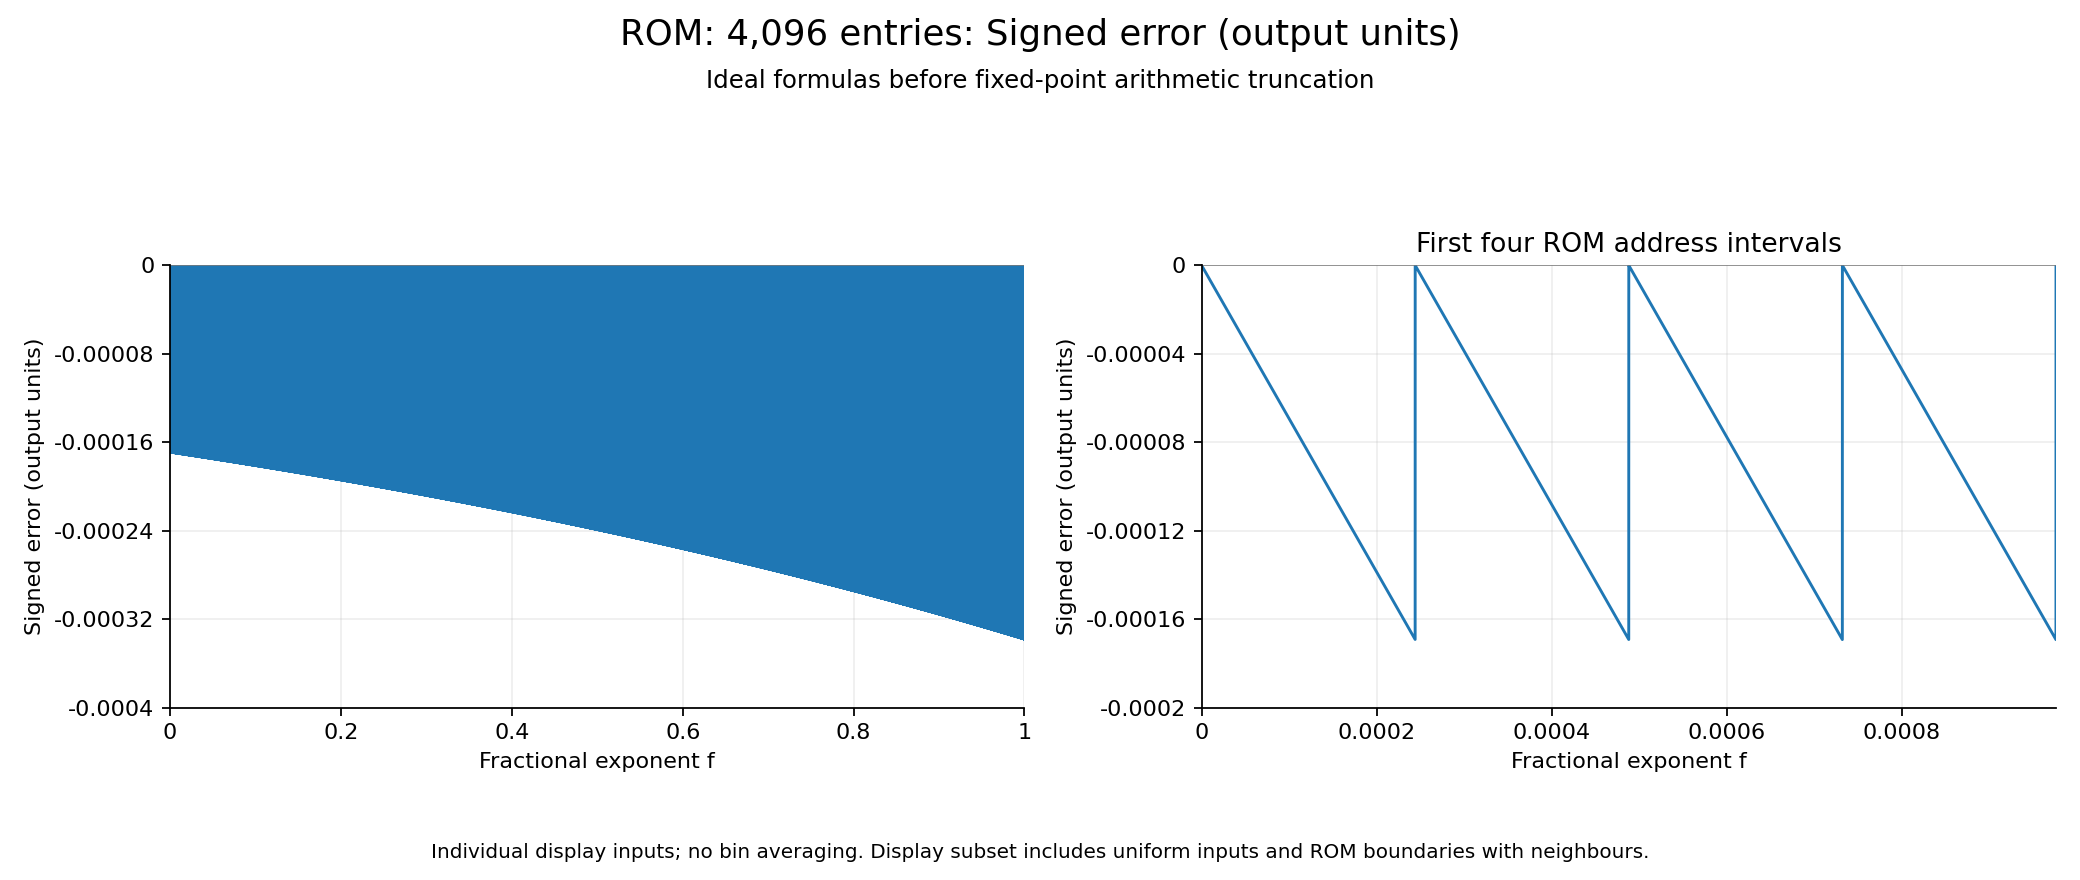 ROM: 4,096 entries: Signed error (output units)
Ideal formulas before fixed-point arithmetic truncation
Signed error (output units)
0
-0.00008
-0.00016
-0.00024
-0.00032
-0.0004
0
0.2
0.4
0.6
0.8
1
Fractional exponent f
First four ROM address intervals
Signed error (output units)
0
-0.00004
-0.00008
-0.00012
-0.00016
-0.0002
0
0.0002
0.0004
0.0006
0.0008
Fractional exponent f
Individual display inputs; no bin averaging. Display subset includes uniform inputs and ROM boundaries with neighbours.